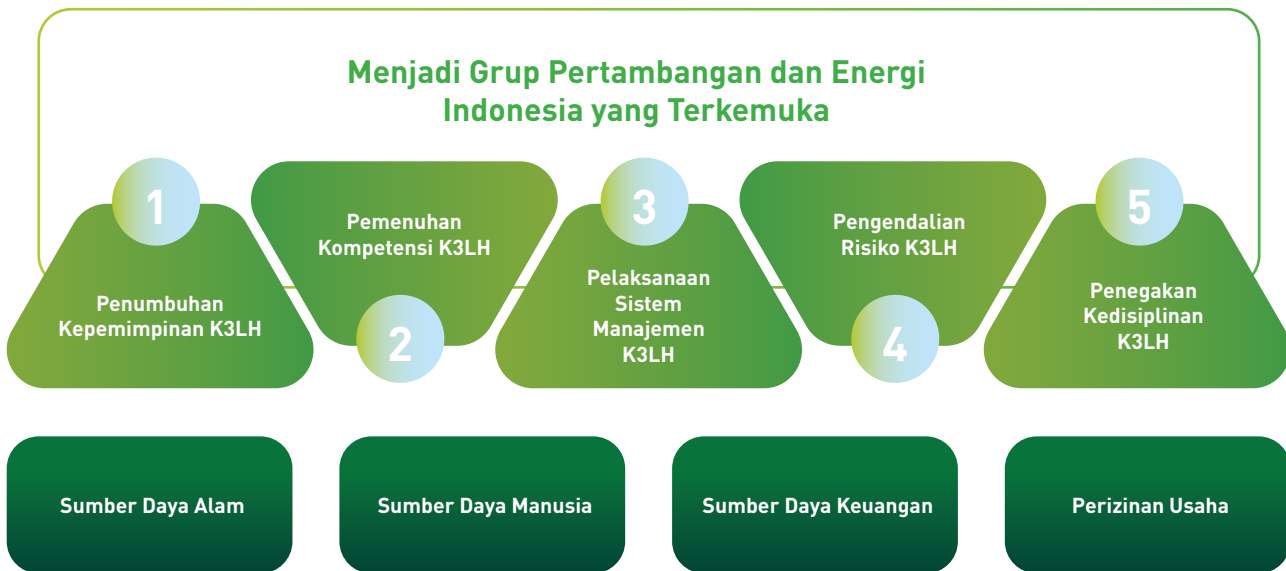 Menjadi Grup Pertambangan dan Energi
Indonesia yang Terkemuka
1
Penumbuhan
Kepemimpinan K3LH
Pemenuhan
Kompetensi K3LH
2
3
Pelaksanaan
Sistem
Manajemen
K3LH
Pengendalian
Risiko K3LH
4
5
Penegakan
Kedisiplinan
K3LH
Sumber Daya Alam
Sumber Daya Manusia
Sumber Daya Keuangan
Perizinan Usaha